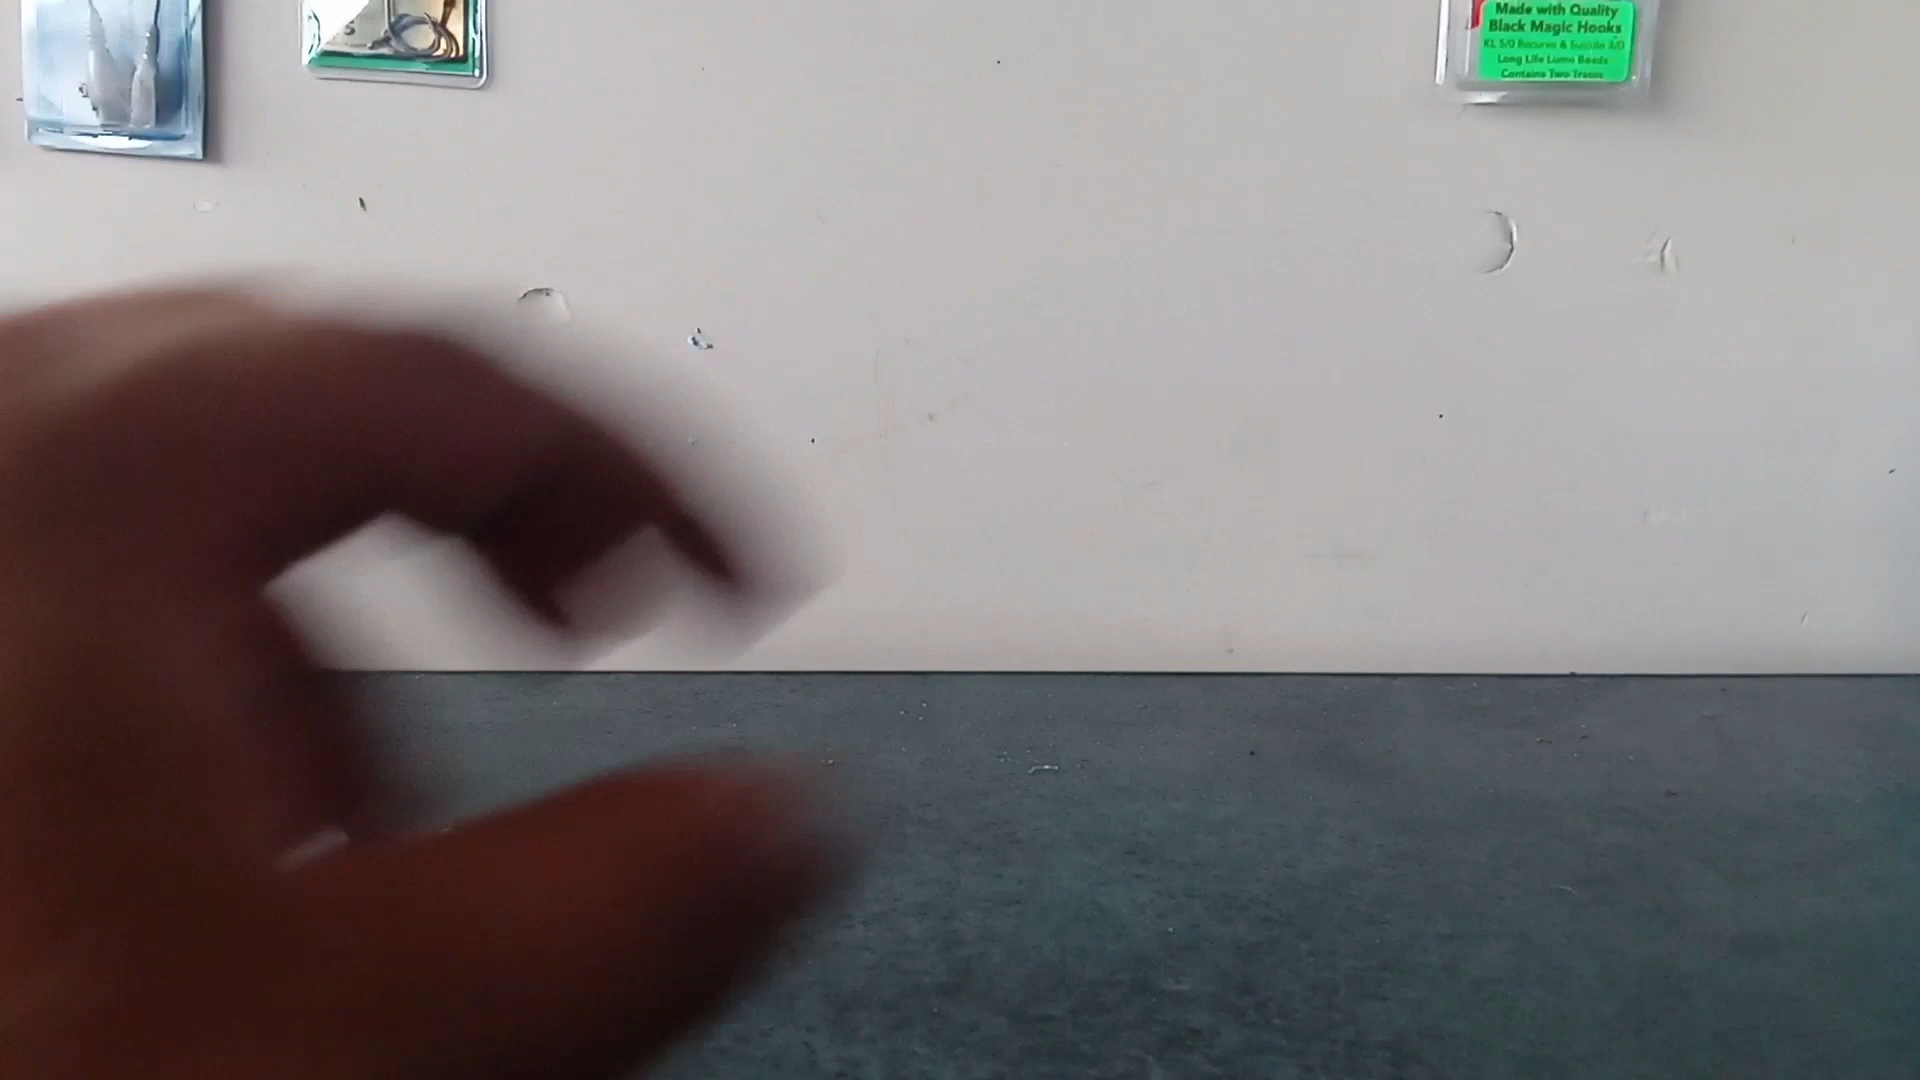 Made with Quality
Black Magic Hooks
KL 5/0 Recurve & Suicide 8/0
Long Life Lumo Beads
Contains Two Traces